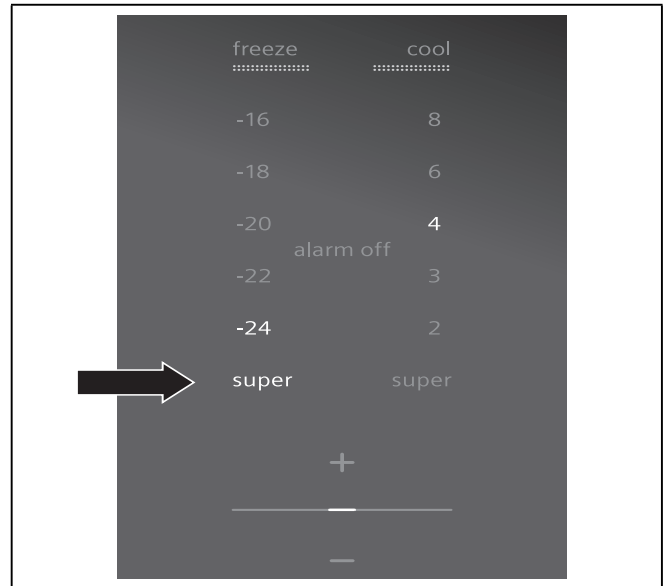 freeze cool
-16 8
-18 6
-20 4
alarm off
-22 3
-24 2
super super
+
–